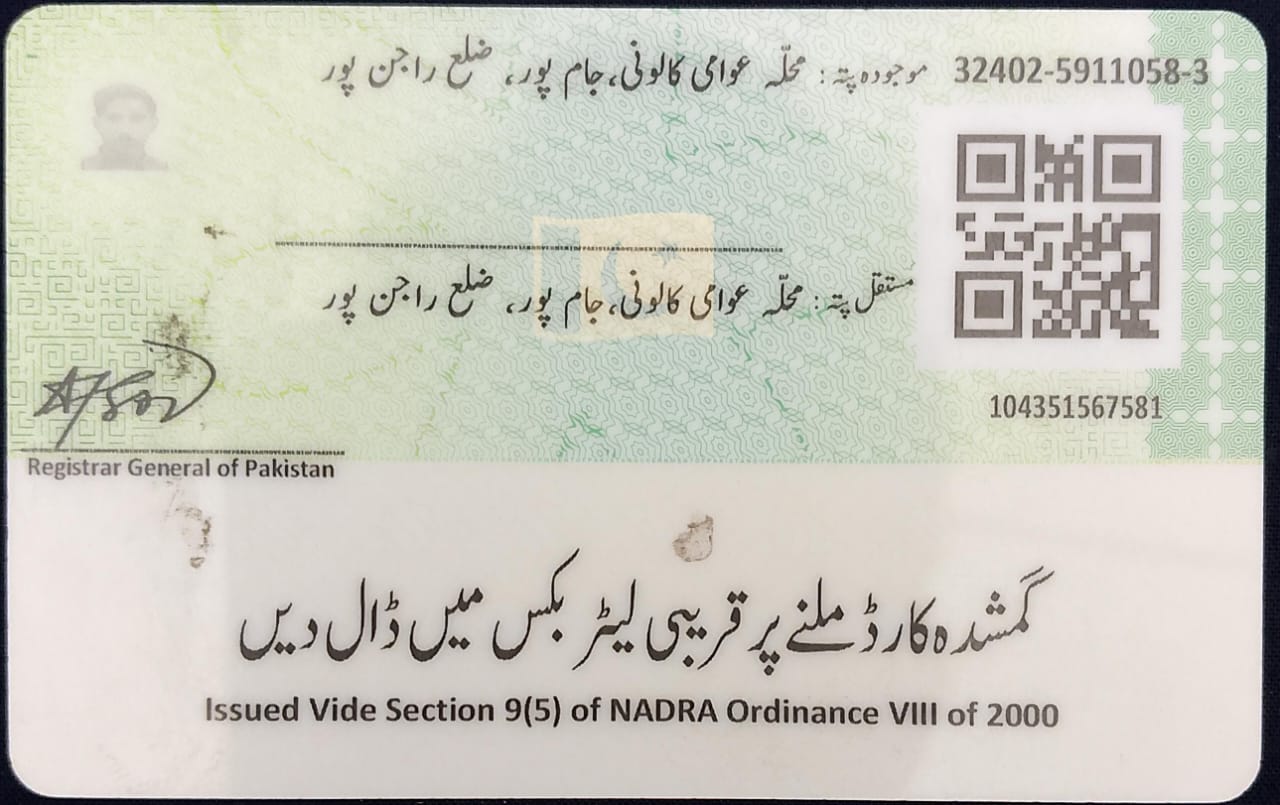 32402-5911058-3
موجودہ پتہ: محلّہ عوامی کالونی، جام پور، ضلع راجن پور
مستقل پتہ: محلّہ عوامی کالونی، جام پور، ضلع راجن پور
104351567581
Registrar General of Pakistan
گمشدہ کارڈ ملنے پر قریبی لیٹر بکس میں ڈال دیں
Issued Vide Section 9(5) of NADRA Ordinance VIII of 2000